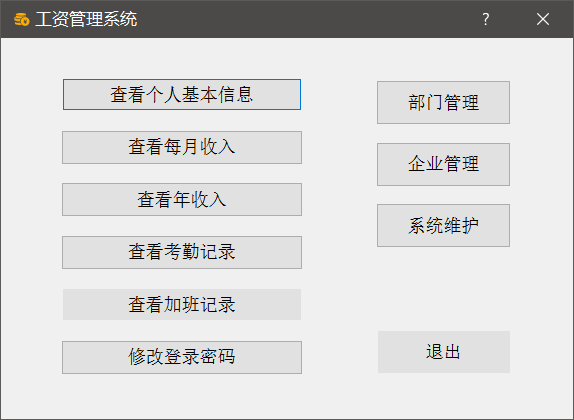 工资管理系统
?
查看个人基本信息
查看每月收入
查看年收入
查看考勤记录
查看加班记录
修改登录密码
部门管理
企业管理
系统维护
退出